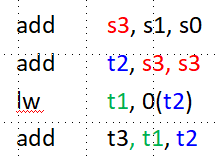 add s3, s1, s0
add t2, s3, s3
lw t1, 0(t2)
add t3, t1, t2